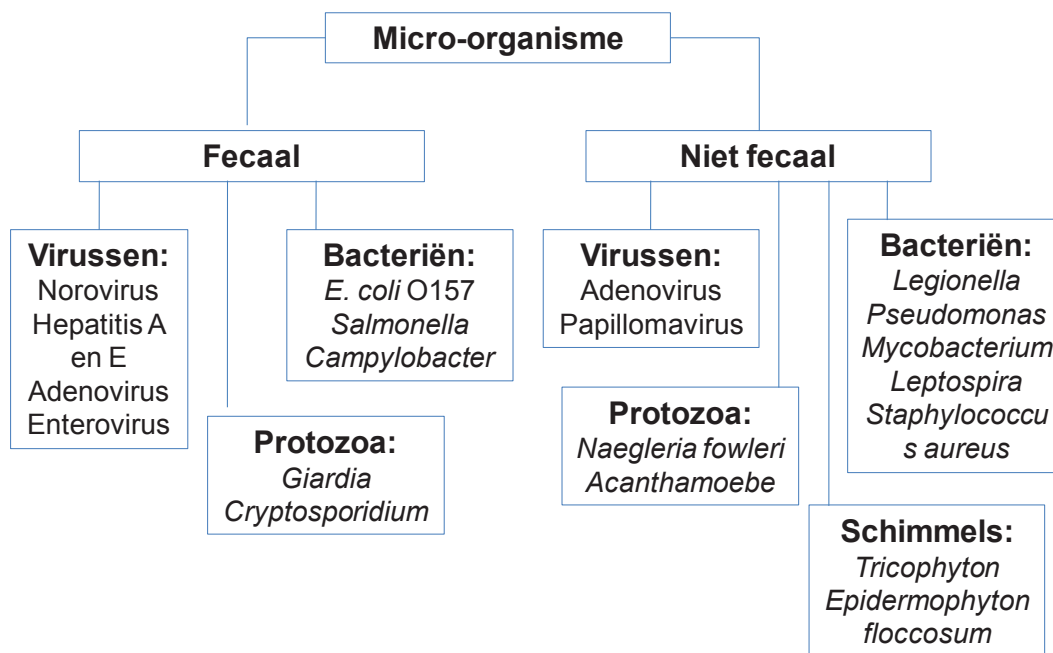 Micro-organisme
Fecaal
Virussen:
Norovirus
Hepatitis A
en E
Adenovirus
Enterovirus
Bacteriën:
E. coli O157
Salmonella
Campylobacter
Protozoa:
Giardia
Cryptosporidium
Niet fecaal
Virussen:
Adenovirus
Papillomavirus
Protozoa:
Naegleria fowleri
Acanthamoebe
Bacteriën:
Legionella
Pseudomonas
Mycobacterium
Leptospira
Staphylococcu
s aureus
Schimmels:
Tricophyton
Epidermophyton
floccosum